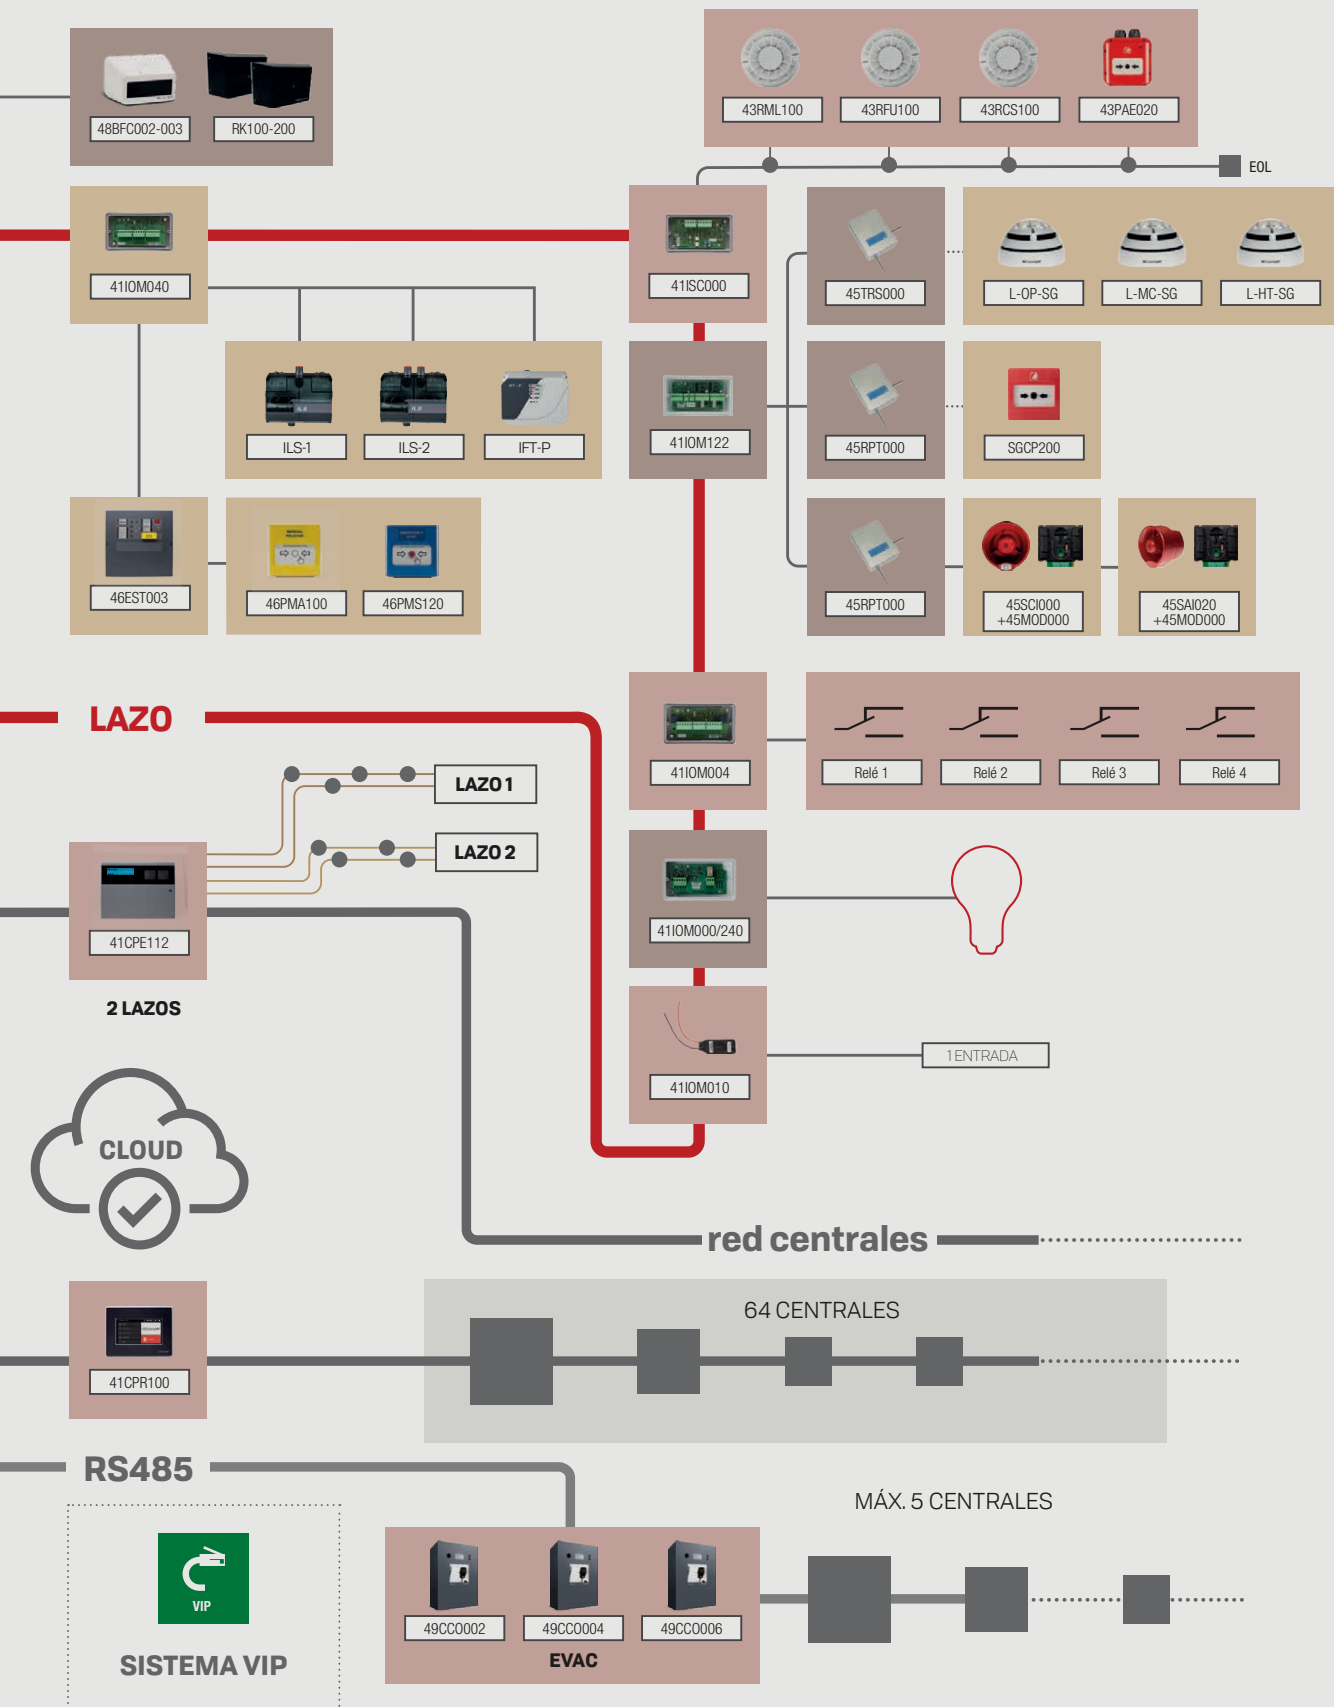 43RML100
43RFU100
43RCS100
43PAE020
48BFC002-003
RK100-200
EOL
41IOM040
41ISC000
45TRS000
L-OP-SG
L-MC-SG
L-HT-SG
ILS-1
ILS-2
IFT-P
41IOM122
45RPT000
SGCP200
46EST003
46PMA100
46PMS120
45RPT000
45SCI000
+45MOD000
45SAI020
+45MOD000
LAZO
41IOM004
Relé 1
Relé 2
Relé 3
Relé 4
LAZO 1
LAZO 2
41CPE112
2 LAZOS
41IOM000/240
41IOM010
1 ENTRADA
CLOUD
red centrales
64 CENTRALES
41CPR100
RS485
MÁX. 5 CENTRALES
VIP
SISTEMA VIP
49CCO002
49CCO004
49CCO006
EVAC